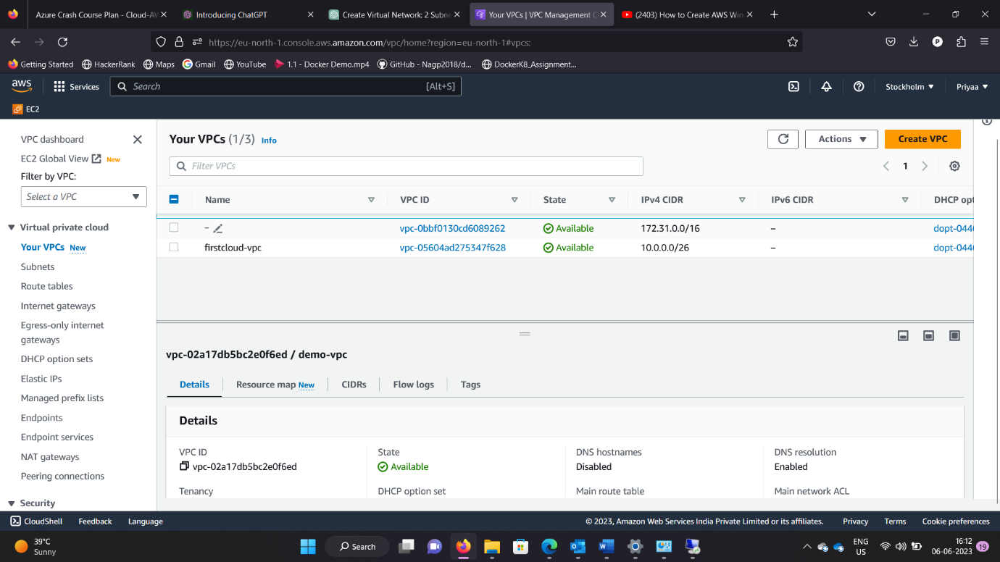 Azure Crash Course Plan - Cloud-AV
Introducing ChatGPT
Create Virtual Network: 2 Subne
Your VPCs | VPC Management C
(2403) How to Create AWS Win
https://eu-north-1.console.aws.amazon.com/vpc/home?region=eu-north-1#vpcs:
P
Getting Started
HackerRank
Maps
Gmail
YouTube
1.1 - Docker Demo.mp4
GitHub - Nagp2018/d...
DockerK8_Assignment...
aws
Services
Search
[Alt+S]
Stockholm
Priyaa
EC2
VPC dashboard
EC2 Global View New
Filter by VPC:
Select a VPC
Virtual private cloud
Your VPCs New
Subnets
Route tables
Internet gateways
Egress-only internet
gateways
DHCP option sets
Elastic IPs
Managed prefix lists
Endpoints
Endpoint services
NAT gateways
Peering connections
Security
Your VPCs (1/3) Info
Actions
Create VPC
Filter VPCs
1
Name VPC ID State IPv4 CIDR IPv6 CIDR DHCP opt
– vpc-0bbf0130cd6089262 Available 172.31.0.0/16 – dopt-044
firstcloud-vpc vpc-05604ad275347f628 Available 10.0.0.0/26 – dopt-044
vpc-02a17db5bc2e0f6ed / demo-vpc
Details Resource map New CIDRs Flow logs Tags
Details
VPC ID State DNS hostnames DNS resolution
vpc-02a17db5bc2e0f6ed Available Disabled Enabled
Tenancy DHCP option set Main route table Main network ACL
CloudShell Feedback Language © 2023, Amazon Web Services India Private Limited or its affiliates. Privacy Terms Cookie preferences
39°C
Sunny
Search
ENG
US
16:12
06-06-2023
19